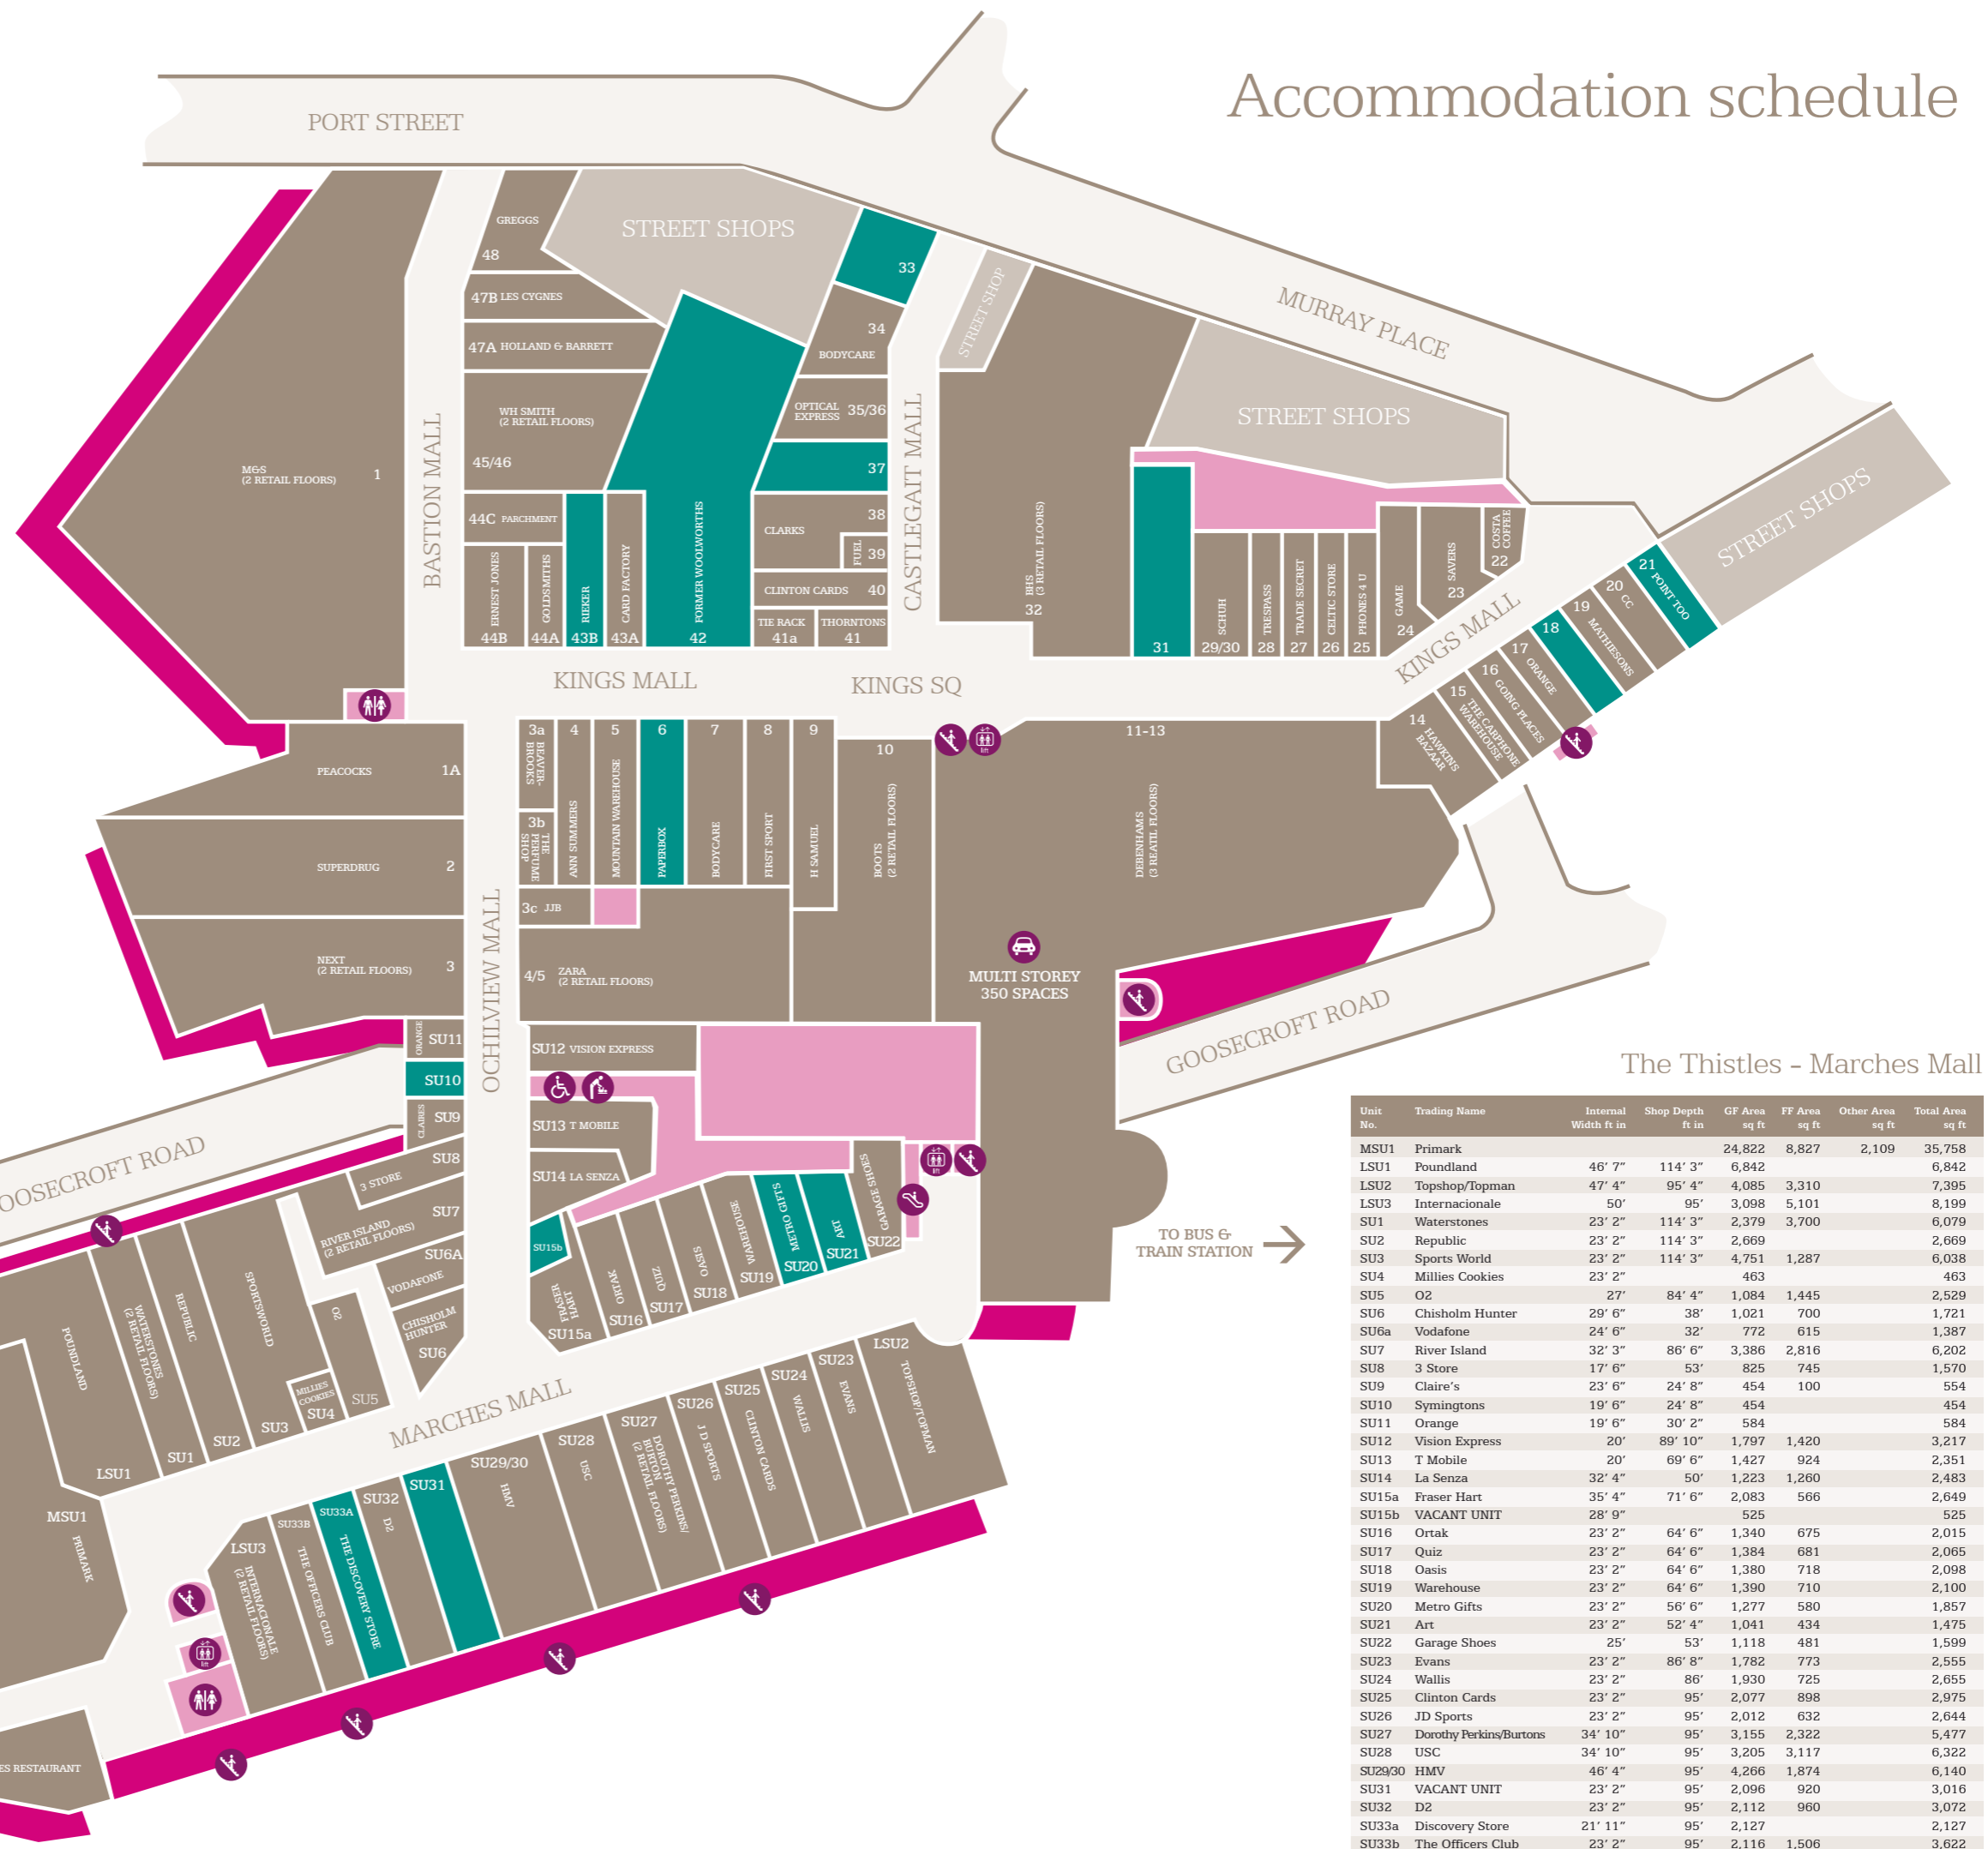 Accommodation schedule
PORT STREET
MURRAY PLACE
STREET SHOPS
STREET SHOP
STREET SHOPS
STREET SHOPS
BASTION MALL
CASTLEGAIT MALL
KINGS MALL
KINGS SQ
KINGS MALL
OCHILVIEW MALL
GOOSECROFT ROAD
OOSECROFT ROAD
MARCHES MALL
M&S
(2 RETAIL FLOORS)
1
GREGGS
48
47B LES CYGNES
47A HOLLAND & BARRETT
WH SMITH
(2 RETAIL FLOORS)
45/46
44C PARCHMENT
ERNEST JONES
44B
GOLDSMITHS
44A
RIEKER
43B
CARD FACTORY
43A
FORMER WOOLWORTHS
42
33
34
BODYCARE
OPTICAL
EXPRESS
35/36
37
38
CLARKS
FUEL
39
CLINTON CARDS 40
TIE RACK
41a
THORNTONS
41
BHS
(3 RETAIL FLOORS)
32
31
SCHUH
29/30
TRESPASS
28
TRADE SECRET
27
CELTIC STORE
26
PHONES 4 U
25
GAME
24
SAVERS
23
COSTA
COFFEE
22
21
POINT TOO
20
CC
19
MATHIESONS
18
17
ORANGE
16
GOING PLACES
15
THE CARPHONE
WAREHOUSE
14
HAWKINS
BAZAAR
11-13
DEBENHAMS
(3 REATIL FLOORS)
PEACOCKS 1A
SUPERDRUG 2
NEXT
(2 RETAIL FLOORS)
3
3a
BEAVER-
BROOKS
3b
THE
PERFUME
SHOP
3c JJB
4
ANN SUMMERS
5
MOUNTAIN WAREHOUSE
6
PAPERBOX
7
BODYCARE
8
FIRST SPORT
9
H SAMUEL
10
BOOTS
(2 RETAIL FLOORS)
4/5 ZARA
(2 RETAIL FLOORS)
lift
MULTI STOREY
350 SPACES
ORANGE
SU11
SU10
CLAIRES
SU9
SU8
3 STORE
SU7
RIVER ISLAND
(2 RETAIL FLOORS)
SU6A
VODAFONE
CHISHOLM
HUNTER
SU6
SU12 VISION EXPRESS
SU13 T MOBILE
SU14 LA SENZA
SU15b
FRASER
HART
SU15a
ORTAK
SU16
QUIZ
SU17
OASIS
SU18
WAREHOUSE
SU19
METRO GIFTS
SU20
ART
SU21
GARAGE SHOES
SU22
lift
TO BUS &
TRAIN STATION
POUNDLAND
LSU1
WATERSTONES
(2 RETAIL FLOORS)
SU1
REPUBLIC
SU2
SPORTSWORLD
SU3
MILLIES
COOKIES
SU4
O2
SU5
MSU1
PRIMARK
LSU2
TOPSHOP/TOPMAN
SU23
EVANS
SU24
WALLIS
SU25
CLINTON CARDS
SU26
J D SPORTS
SU27
DOROTHY PERKINS/
BURTON
(2 RETAIL FLOORS)
SU28
USC
SU29/30
HMV
SU31
SU32
D2
SU33A
THE DISCOVERY STORE
SU33B
THE OFFICERS CLUB
LSU3
INTERNACIONALE
(2 RETAIL FLOORS)
lift
ES RESTAURANT
The Thistles - Marches Mall
Unit Trading Name Internal Shop Depth GF Area FF Area Other Area Total Area
No. Width ft in ft in sq ft sq ft sq ft sq ft
MSU1 Primark 24,822 8,827 2,109 35,758
LSU1 Poundland 46′ 7″ 114′ 3″ 6,842 6,842
LSU2 Topshop/Topman 47′ 4″ 95′ 4″ 4,085 3,310 7,395
LSU3 Internacionale 50′ 95′ 3,098 5,101 8,199
SU1 Waterstones 23′ 2″ 114′ 3″ 2,379 3,700 6,079
SU2 Republic 23′ 2″ 114′ 3″ 2,669 2,669
SU3 Sports World 23′ 2″ 114′ 3″ 4,751 1,287 6,038
SU4 Millies Cookies 23′ 2″ 463 463
SU5 O2 27′ 84′ 4″ 1,084 1,445 2,529
SU6 Chisholm Hunter 29′ 6″ 38′ 1,021 700 1,721
SU6a Vodafone 24′ 6″ 32′ 772 615 1,387
SU7 River Island 32′ 3″ 86′ 6″ 3,386 2,816 6,202
SU8 3 Store 17′ 6″ 53′ 825 745 1,570
SU9 Claire's 23′ 6″ 24′ 8″ 454 100 554
SU10 Symingtons 19′ 6″ 24′ 8″ 454 454
SU11 Orange 19′ 6″ 30′ 2″ 584 584
SU12 Vision Express 20′ 89′ 10″ 1,797 1,420 3,217
SU13 T Mobile 20′ 69′ 6″ 1,427 924 2,351
SU14 La Senza 32′ 4″ 50′ 1,223 1,260 2,483
SU15a Fraser Hart 35′ 4″ 71′ 6″ 2,083 566 2,649
SU15b VACANT UNIT 28′ 9″ 525 525
SU16 Ortak 23′ 2″ 64′ 6″ 1,340 675 2,015
SU17 Quiz 23′ 2″ 64′ 6″ 1,384 681 2,065
SU18 Oasis 23′ 2″ 64′ 6″ 1,380 718 2,098
SU19 Warehouse 23′ 2″ 64′ 6″ 1,390 710 2,100
SU20 Metro Gifts 23′ 2″ 56′ 6″ 1,277 580 1,857
SU21 Art 23′ 2″ 52′ 4″ 1,041 434 1,475
SU22 Garage Shoes 25′ 53′ 1,118 481 1,599
SU23 Evans 23′ 2″ 86′ 8″ 1,782 773 2,555
SU24 Wallis 23′ 2″ 86′ 1,930 725 2,655
SU25 Clinton Cards 23′ 2″ 95′ 2,077 898 2,975
SU26 JD Sports 23′ 2″ 95′ 2,012 632 2,644
SU27 Dorothy Perkins/Burtons 34′ 10″ 95′ 3,155 2,322 5,477
SU28 USC 34′ 10″ 95′ 3,205 3,117 6,322
SU29/30 HMV 46′ 4″ 95′ 4,266 1,874 6,140
SU31 VACANT UNIT 23′ 2″ 95′ 2,096 920 3,016
SU32 D2 23′ 2″ 95′ 2,112 960 3,072
SU33a Discovery Store 21′ 11″ 95′ 2,127 2,127
SU33b The Officers Club 23′ 2″ 95′ 2,116 1,506 3,622